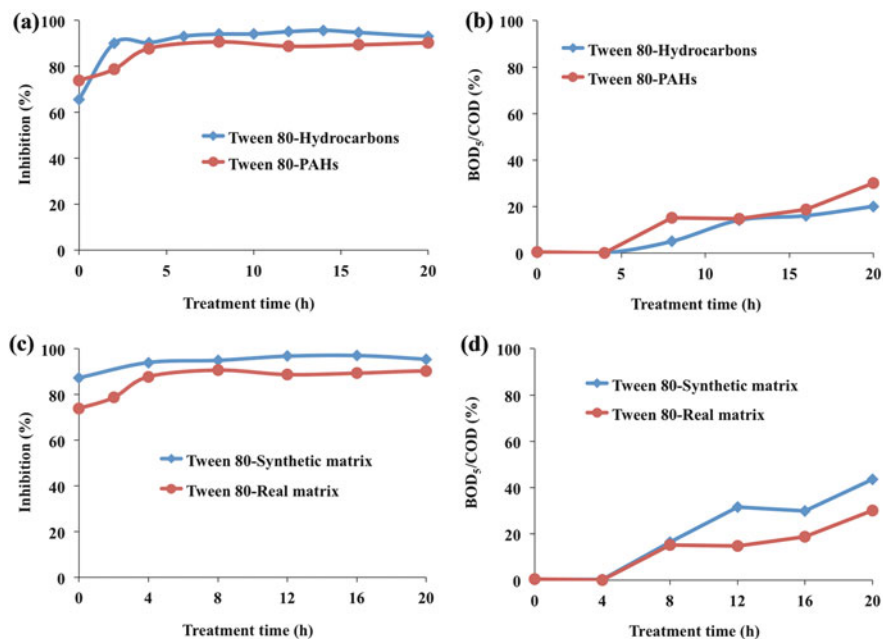 (a)
100
80
60
40
20
0
Inhibition (%)
Tween 80-Hydrocarbons
Tween 80-PAHs
0 5 10 15 20
Treatment time (h)
(b)
100
80
60
40
20
0
BOD₅/COD (%)
Tween 80-Hydrocarbons
Tween 80-PAHs
0 5 10 15 20
Treatment time (h)
(c)
100
80
60
40
20
0
Inhibition (%)
Tween 80-Synthetic matrix
Tween 80-Real matrix
0 4 8 12 16 20
Treatment time (h)
(d)
100
80
60
40
20
0
BOD₅/COD (%)
Tween 80-Synthetic matrix
Tween 80-Real matrix
0 4 8 12 16 20
Treatment time (h)